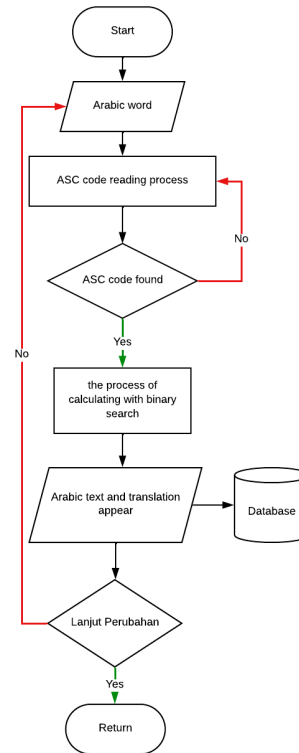 Start
Arabic word
ASC code reading process
No
ASC code found
Yes
No
the process of
calculating with binary
search
Arabic text and translation
appear
Database
Lanjut Perubahan
Yes
Return